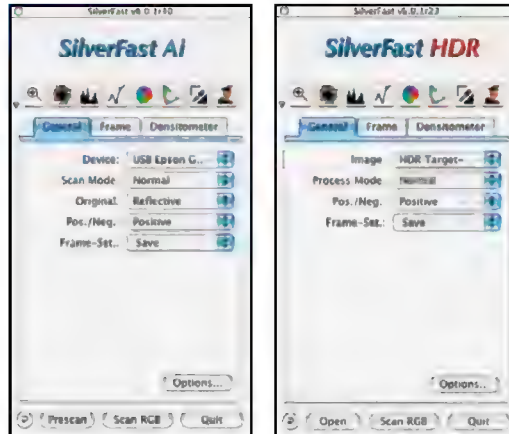 SilverFast v6.0.1r10
SilverFast Ai
General Frame Densitometer
Device: USB Epson G..
Scan Mode Normal
Original: Reflective
Pos./Neg. Positive
Frame-Set.. Save
Options...
Prescan Scan RGB Quit
SilverFast v6.0.1r23
SilverFast HDR
General Frame Densitometer
Image HDR Target-
Process Mode Normal
Pos./Neg. Positive
Frame-Set.: Save
Options..
Open Scan RGB Quit